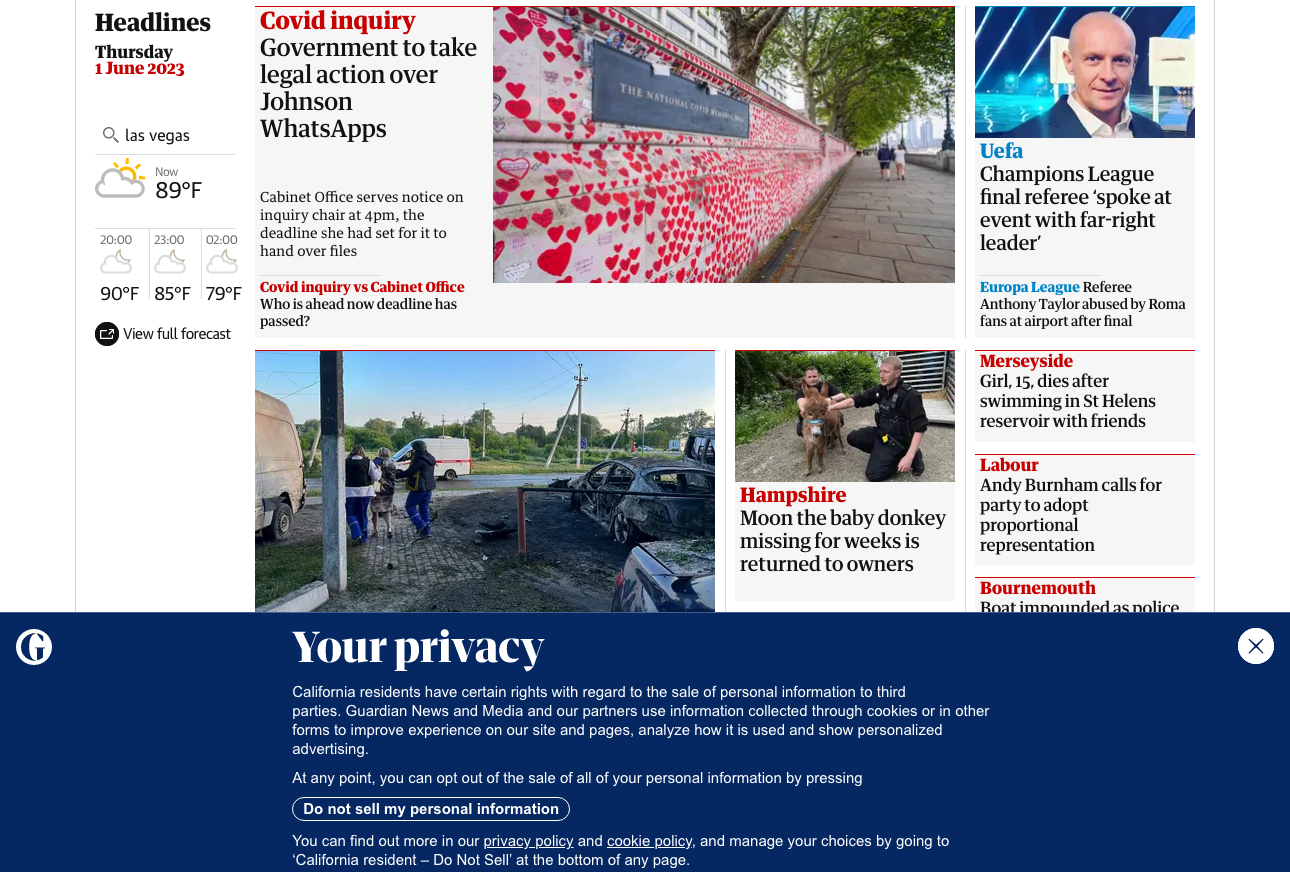 Headlines
Thursday
1 June 2023
las vegas
Now
89°F
20:00
23:00
02:00
90°F
85°F
79°F
View full forecast
Covid inquiry
Government to take
legal action over
Johnson
WhatsApps
Cabinet Office serves notice on
inquiry chair at 4pm, the
deadline she had set for it to
hand over files
Covid inquiry vs Cabinet Office
Who is ahead now deadline has
passed?
THE NATIONAL COVID MEMORIAL WALL
Uefa
Champions League
final referee ‘spoke at
event with far-right
leader’
Europa League Referee
Anthony Taylor abused by Roma
fans at airport after final
Hampshire
Moon the baby donkey
missing for weeks is
returned to owners
Merseyside
Girl, 15, dies after
swimming in St Helens
reservoir with friends
Labour
Andy Burnham calls for
party to adopt
proportional
representation
Bournemouth
Boat impounded as police
G
Your privacy
California residents have certain rights with regard to the sale of personal information to third
parties. Guardian News and Media and our partners use information collected through cookies or in other
forms to improve experience on our site and pages, analyze how it is used and show personalized
advertising.
At any point, you can opt out of the sale of all of your personal information by pressing
Do not sell my personal information
You can find out more in our privacy policy and cookie policy, and manage your choices by going to
‘California resident – Do Not Sell’ at the bottom of any page.